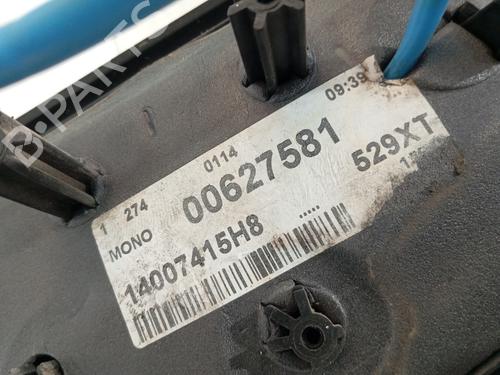 B-PARTS
0114
09:39
1 274
00627581
529XT
MONO
.....
14007415H8